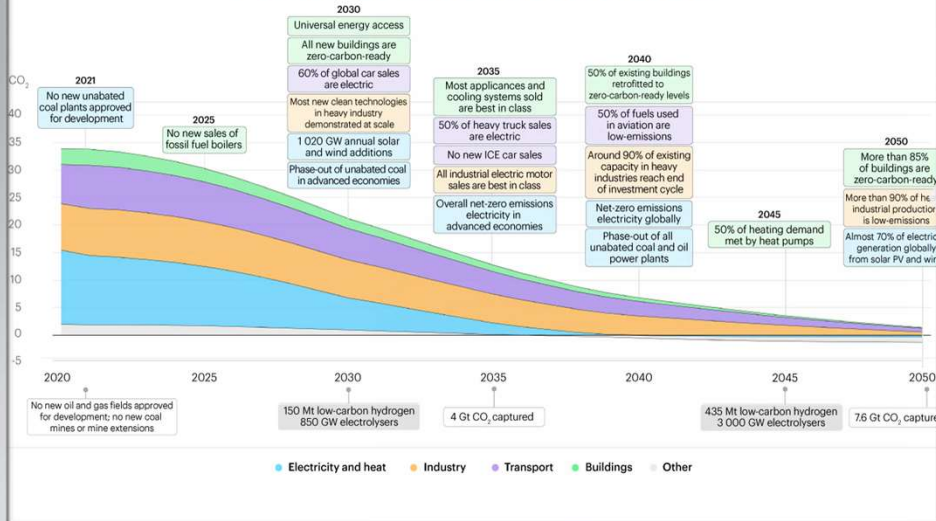 2030
Universal energy access
All new buildings are
zero-carbon-ready
60% of global car sales
are electric
Most new clean technologies
in heavy industry
demonstrated at scale
1 020 GW annual solar
and wind additions
Phase-out of unabated coal
in advanced economies
2021
No new unabated
coal plants approved
for development
2025
No new sales of
fossil fuel boilers
2035
Most applicances and
cooling systems sold
are best in class
50% of heavy truck sales
are electric
No new ICE car sales
All industrial electric motor
sales are best in class
Overall net-zero emissions
electricity in
advanced economies
2040
50% of existing buildings
retrofitted to
zero-carbon-ready levels
50% of fuels used
in aviation are
low-emissions
Around 90% of existing
capacity in heavy
industries reach end
of investment cycle
Net-zero emissions
electricity globally
Phase-out of all
unabated coal and oil
power plants
2045
50% of heating demand
met by heat pumps
2050
More than 85%
of buildings are
zero-carbon-ready
More than 90% of
industrial production
is low-emissions
Almost 70% of electric
generation globally
from solar PV and
CO2
40
35
30
25
20
15
10
5
0
-5
2020
2025
2030
2035
2040
2045
2050
No new oil and gas fields approved
for development; no new coal
mines or mine extensions
150 Mt low-carbon hydrogen
850 GW electrolysers
4 Gt CO2 captured
435 Mt low-carbon hydrogen
3 000 GW electrolysers
7.6 Gt CO2 capture
Electricity and heat
Industry
Transport
Buildings
Other